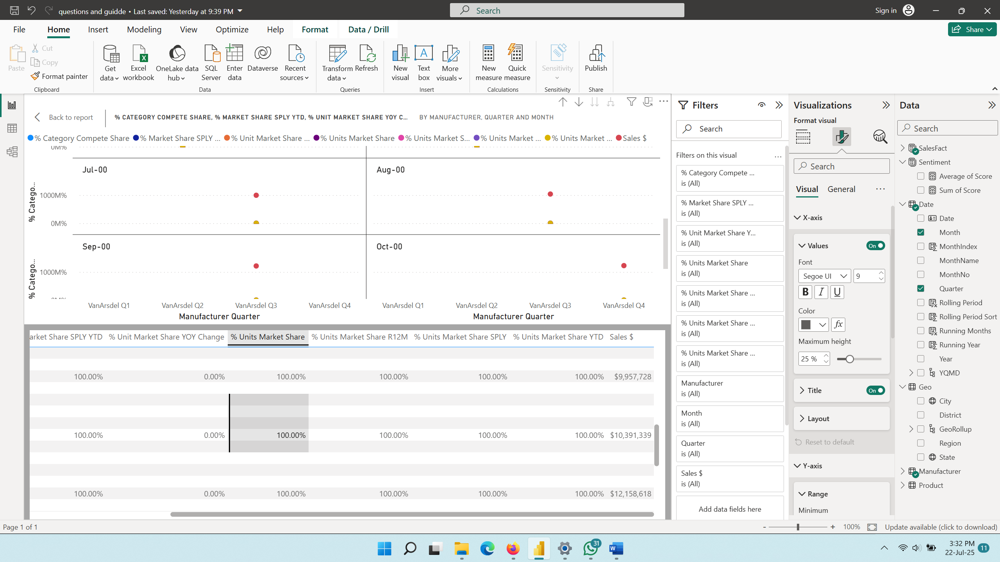 questions and guidde • Last saved: Yesterday at 9:39 PM
Search
Sign in
File Home Insert Modeling View Optimize Help Format Data / Drill
Share
Paste
Cut
Copy
Format painter
Clipboard
Get data
Excel workbook
OneLake data hub
SQL Server
Enter data
Dataverse
Recent sources
Data
Transform data
Refresh
Queries
New visual
Text box
More visuals
Insert
New measure
Quick measure
Calculations
Sensitivity
Sensitivity
Publish
Share
Back to report
% CATEGORY COMPETE SHARE, % MARKET SHARE SPLY YTD, % UNIT MARKET SHARE YOY C...
BY MANUFACTURER, QUARTER AND MONTH
% Category Compete Share % Market Share SPLY ... % Unit Market Share ... % Units Market Share % Units Market S... % Units Market ... % Units Market ... Sales $
0M%
Jul-00 Aug-00
% Catego...
1000M%
0M%
Sep-00 Oct-00
% Catego...
1000M%
0M%
VanArsdel Q1 VanArsdel Q2 VanArsdel Q3 VanArsdel Q4 VanArsdel Q1 VanArsdel Q2 VanArsdel Q3 VanArsdel Q4
Manufacturer Quarter Manufacturer Quarter
arket Share SPLY YTD % Unit Market Share YOY Change % Units Market Share % Units Market Share R12M % Units Market Share SPLY % Units Market Share YTD Sales $
100.00% 0.00% 100.00% 100.00% 100.00% 100.00% $9,957,728
100.00% 0.00% 100.00% 100.00% 100.00% 100.00% $10,391,339
100.00% 0.00% 100.00% 100.00% 100.00% 100.00% $12,158,618
Filters
Search
Filters on this visual ...
% Category Compete ...
is (All)
% Market Share SPLY ...
is (All)
% Unit Market Share Y...
is (All)
% Units Market Share
is (All)
% Units Market Share ...
is (All)
% Units Market Share ...
is (All)
% Units Market Share ...
is (All)
Manufacturer
is (All)
Month
is (All)
Quarter
is (All)
Sales $
is (All)
Add data fields here
Visualizations
Format visual
Search
Visual General ...
X-axis
Values On
Font
Segoe UI 9
B I U
Color
fx
Maximum height
25 %
Title On
Layout
Reset to default
Y-axis
Range
Minimum
Data
Search
SalesFact
Sentiment
Average of Score
Sum of Score
Date
Date
Month
MonthIndex
MonthName
MonthNo
Quarter
Rolling Period
Rolling Period Sort
Running Months
Running Year
Year
YQMD
Geo
City
District
GeoRollup
Region
State
Manufacturer
Product
Page 1 of 1
- + 100%
Update available (click to download)
31
W
3:32 PM
22-Jul-25
11